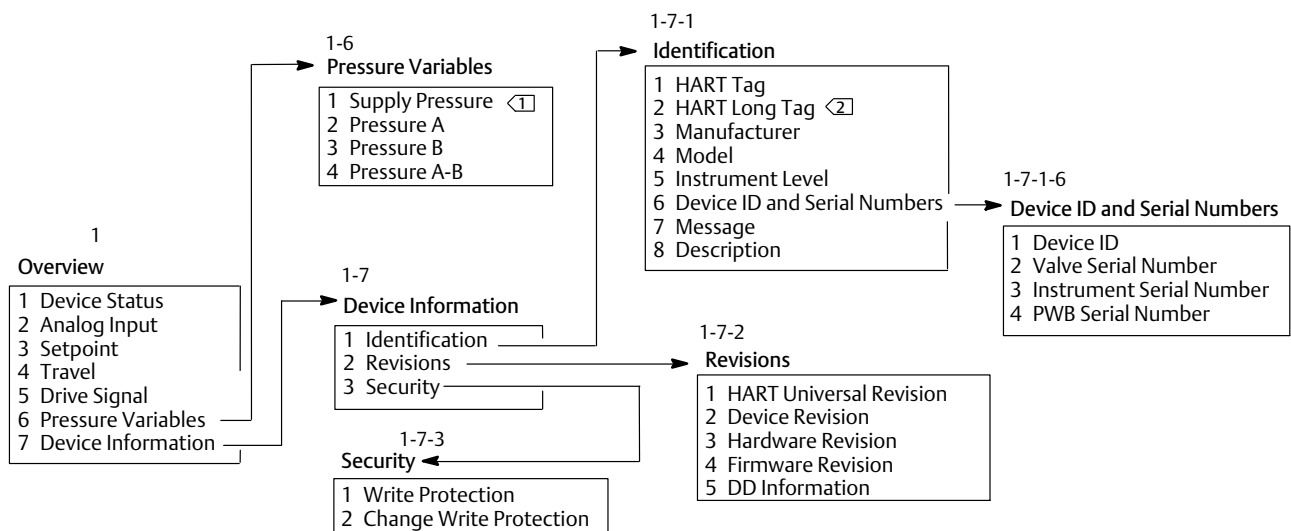 1-6
Pressure Variables
1 Supply Pressure 1
2 Pressure A
3 Pressure B
4 Pressure A-B
1-7-1
Identification
1 HART Tag
2 HART Long Tag 2
3 Manufacturer
4 Model
5 Instrument Level
6 Device ID and Serial Numbers
7 Message
8 Description
1-7-1-6
Device ID and Serial Numbers
1 Device ID
2 Valve Serial Number
3 Instrument Serial Number
4 PWB Serial Number
1
Overview
1 Device Status
2 Analog Input
3 Setpoint
4 Travel
5 Drive Signal
6 Pressure Variables
7 Device Information
1-7
Device Information
1 Identification
2 Revisions
3 Security
1-7-2
Revisions
1 HART Universal Revision
2 Device Revision
3 Hardware Revision
4 Firmware Revision
5 DD Information
1-7-3
Security
1 Write Protection
2 Change Write Protection